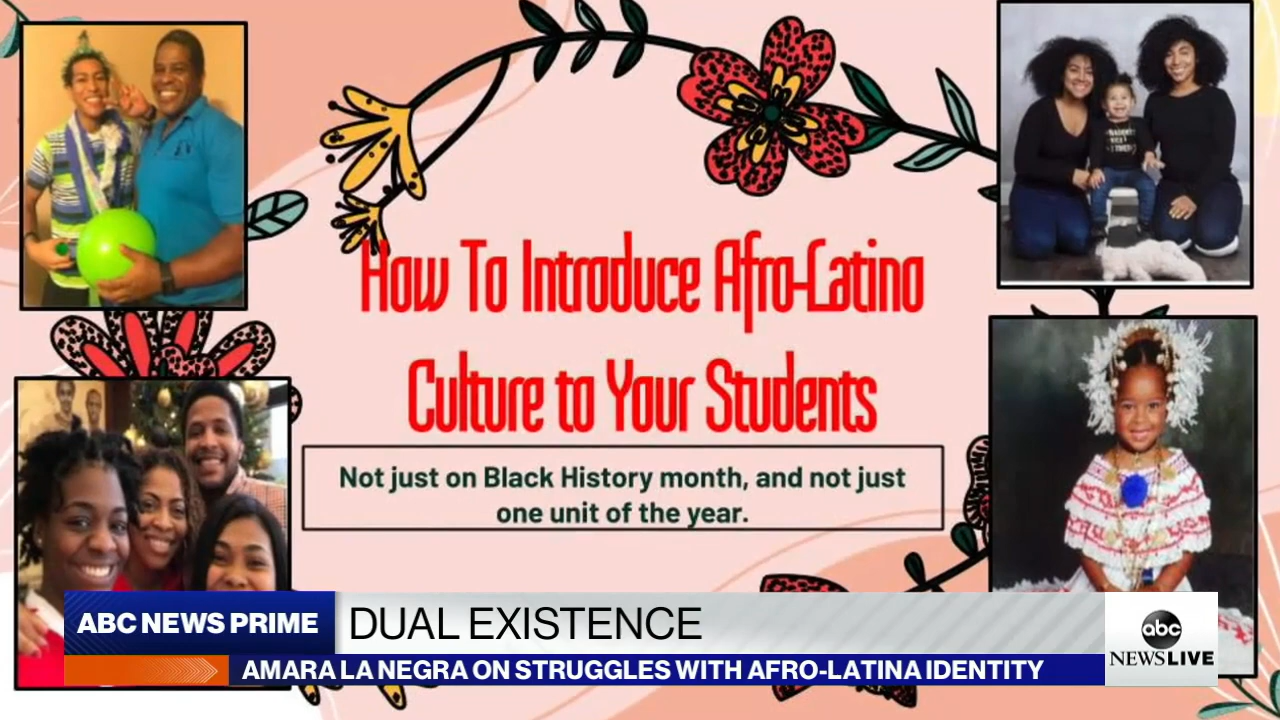 How To Introduce Afro-Latino
Culture to Your Students
Not just on Black History month, and not just
one unit of the year.
ABC NEWS PRIME
DUAL EXISTENCE
AMARA LA NEGRA ON STRUGGLES WITH AFRO-LATINA IDENTITY
abc
NEWSLIVE